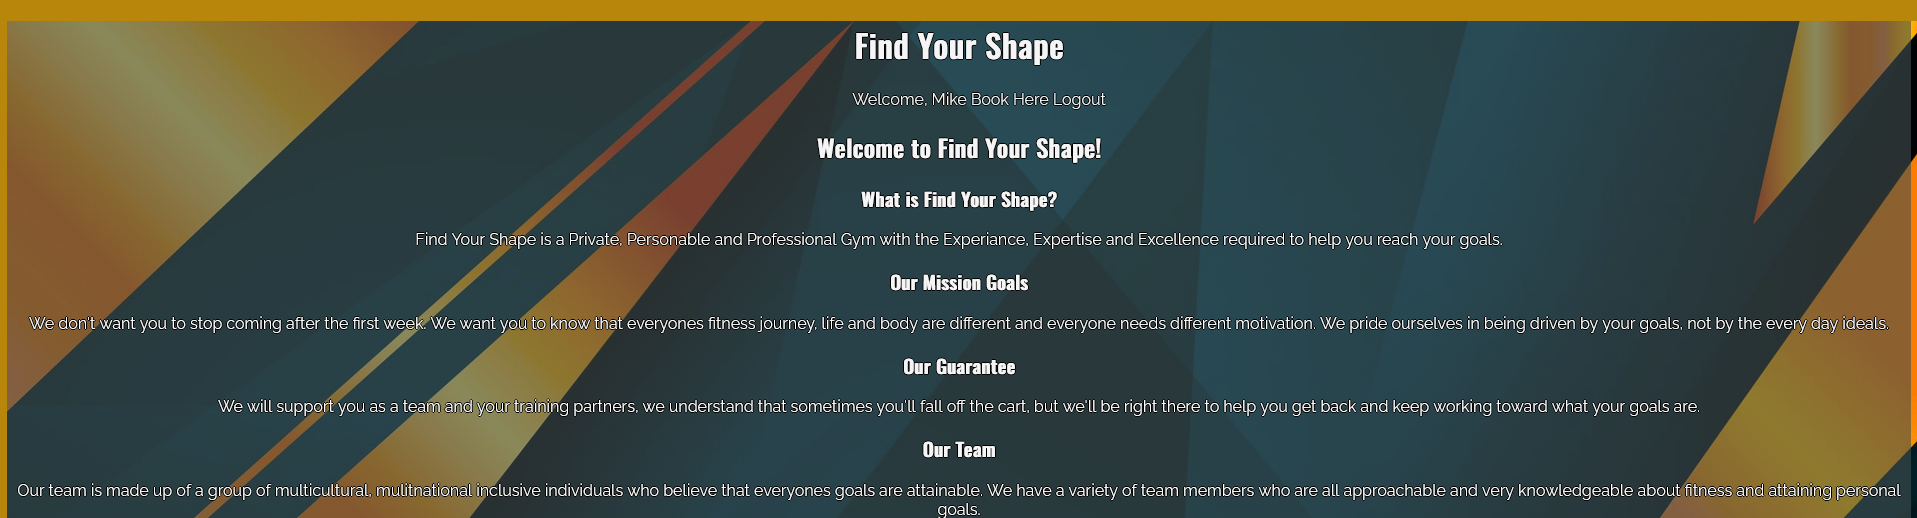 Find Your Shape
Welcome, Mike Book Here Logout
Welcome to Find Your Shape!
What is Find Your Shape?
Find Your Shape is a Private, Personable and Professional Gym with the Experiance, Expertise and Excellence required to help you reach your goals.
Our Mission Goals
We don't want you to stop coming after the first week. We want you to know that everyones fitness journey, life and body are different and everyone needs different motivation. We pride ourselves in being driven by your goals, not by the every day ideals.
Our Guarantee
We will support you as a team and your training partners, we understand that sometimes you'll fall off the cart, but we'll be right there to help you get back and keep working toward what your goals are.
Our Team
Our team is made up of a group of multicultural, mulitnational inclusive individuals who believe that everyones goals are attainable. We have a variety of team members who are all approachable and very knowledgeable about fitness and attaining personal
goals.